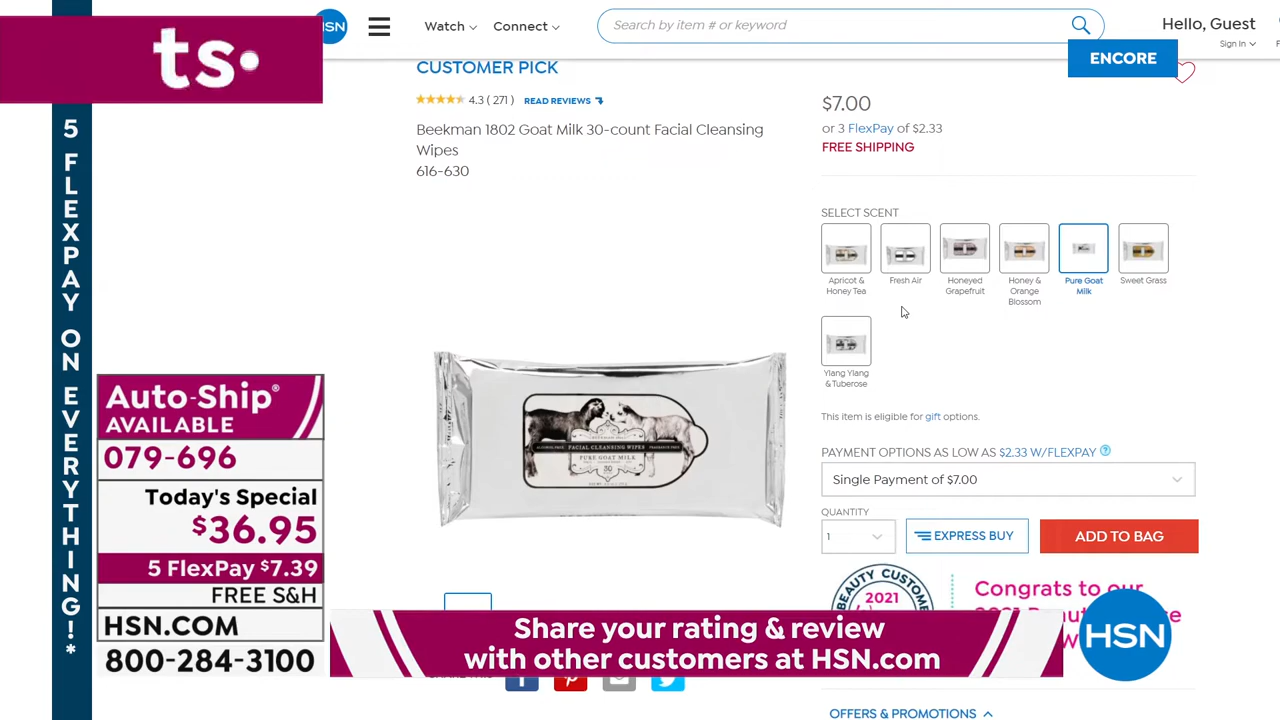 ts.
5 FLEXPAY ON EVERYTHING!*
HSN
Watch
Connect
Search by item # or keyword
Hello, Guest
Sign In
ENCORE
CUSTOMER PICK
4.3 ( 271 ) READ REVIEWS
Beekman 1802 Goat Milk 30-count Facial Cleansing
Wipes
616-630
$7.00
or 3 FlexPay of $2.33
FREE SHIPPING
SELECT SCENT
Apricot &
Honey Tea
Fresh Air
Honeyed
Grapefruit
Honey &
Orange
Blossom
Pure Goat
Milk
Sweet Grass
Ylang Ylang
& Tuberose
This item is eligible for gift options.
PAYMENT OPTIONS AS LOW AS $2.33 W/FLEXPAY
Single Payment of $7.00
QUANTITY
1
EXPRESS BUY
ADD TO BAG
FACIAL CLEANSING WIPES
PURE GOAT MILK
30
Auto-Ship®
AVAILABLE
079-696
Today's Special
$36.95
5 FlexPay $7.39
FREE S&H
HSN.COM
800-284-3100
BEAUTY CUSTOME
2021
Congrats to our
Share your rating & review
with other customers at HSN.com
HSN
OFFERS & PROMOTIONS